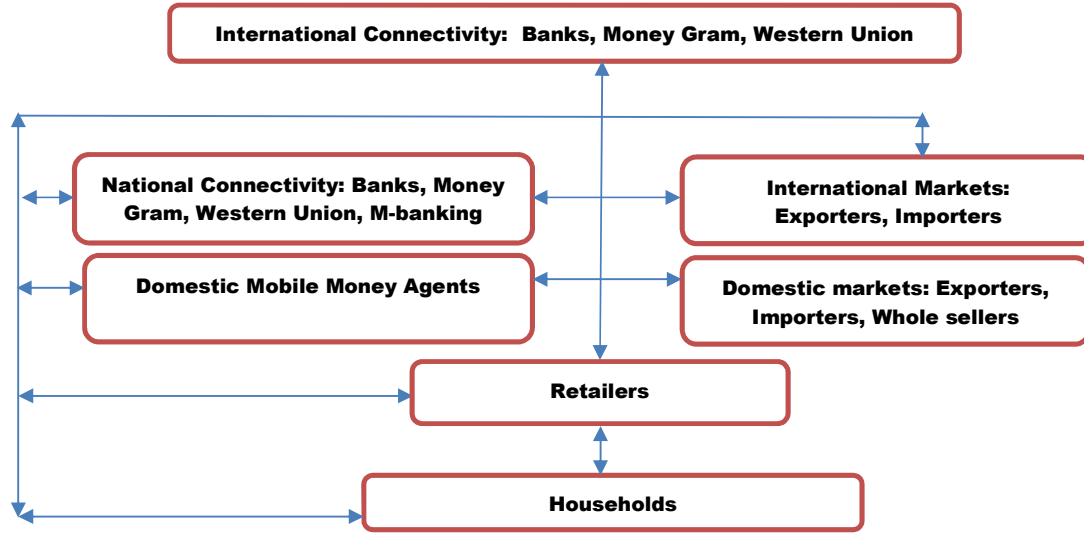 International Connectivity:  Banks, Money Gram, Western Union
National Connectivity: Banks, Money
Gram, Western Union, M-banking
International Markets:
Exporters, Importers
Domestic Mobile Money Agents
Domestic markets: Exporters,
Importers, Whole sellers
Retailers
Households